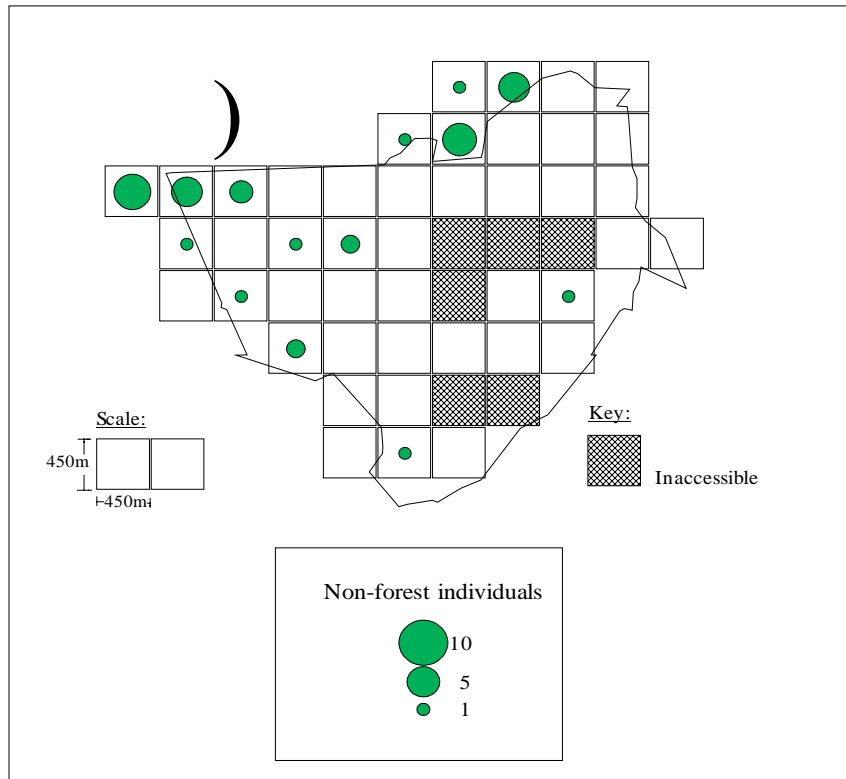 )
Scale:
450m
450m
Key:
Inaccessible
Non-forest individuals
10
5
1